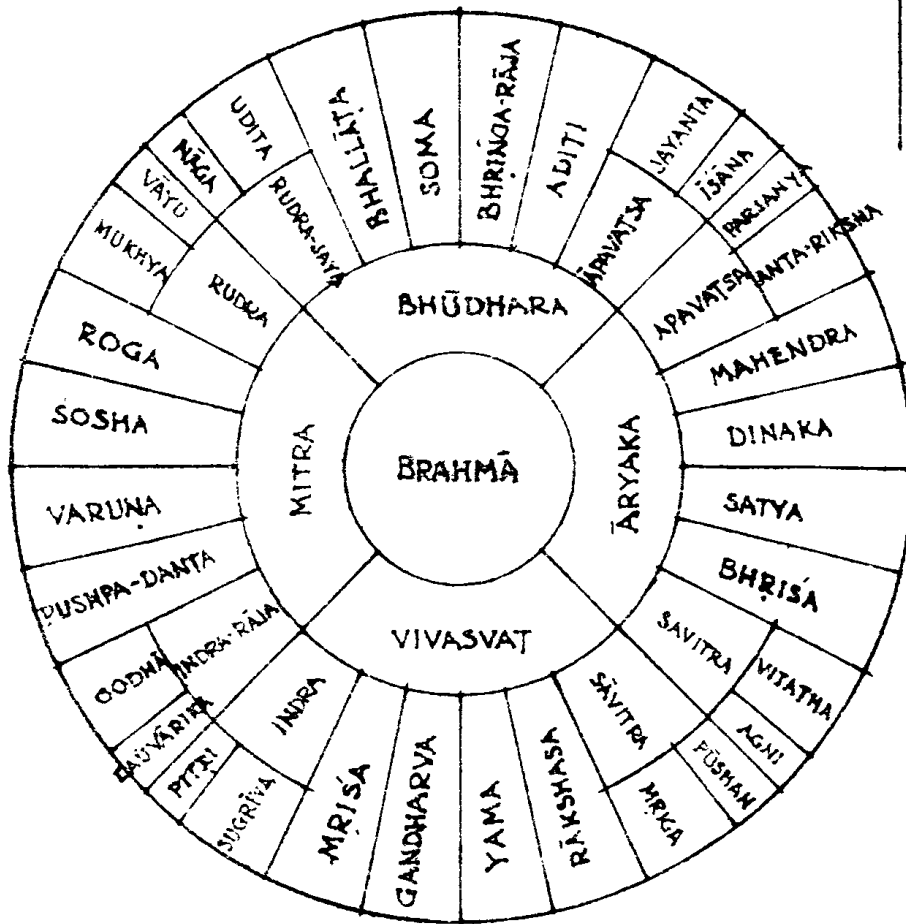 UDITA
BHALLĀṬA
SOMA
BHṚINGA-RĀJA
ADITI
JAYANTA
ĪŚĀNA
PARJANYA
ANTA-RIKSHA
NĀGA
VĀYU
MUKHYA
RUDRA-JAYA
RUDRA
ĀPAVATSA
APAVATSA
BHŪDHARA
ROGA
MAHENDRA
SOSHA
DINAKA
MITRA
BRAHMĀ
ĀRYAKA
VARUṆA
SATYA
PUSHPA-DANTA
BHṚIŚA
VIVASVAT
INDRA-RĀJA
INDRA
SĀVITRA
SAVITRA
GODHĀ
DAUVĀRIKA
PITṚI
SUGRĪVA
MṚIŚA
GANDHARVA
YAMA
RĀKSHASA
MṚIGA
PŪSHAN
AGNI
VITATHA